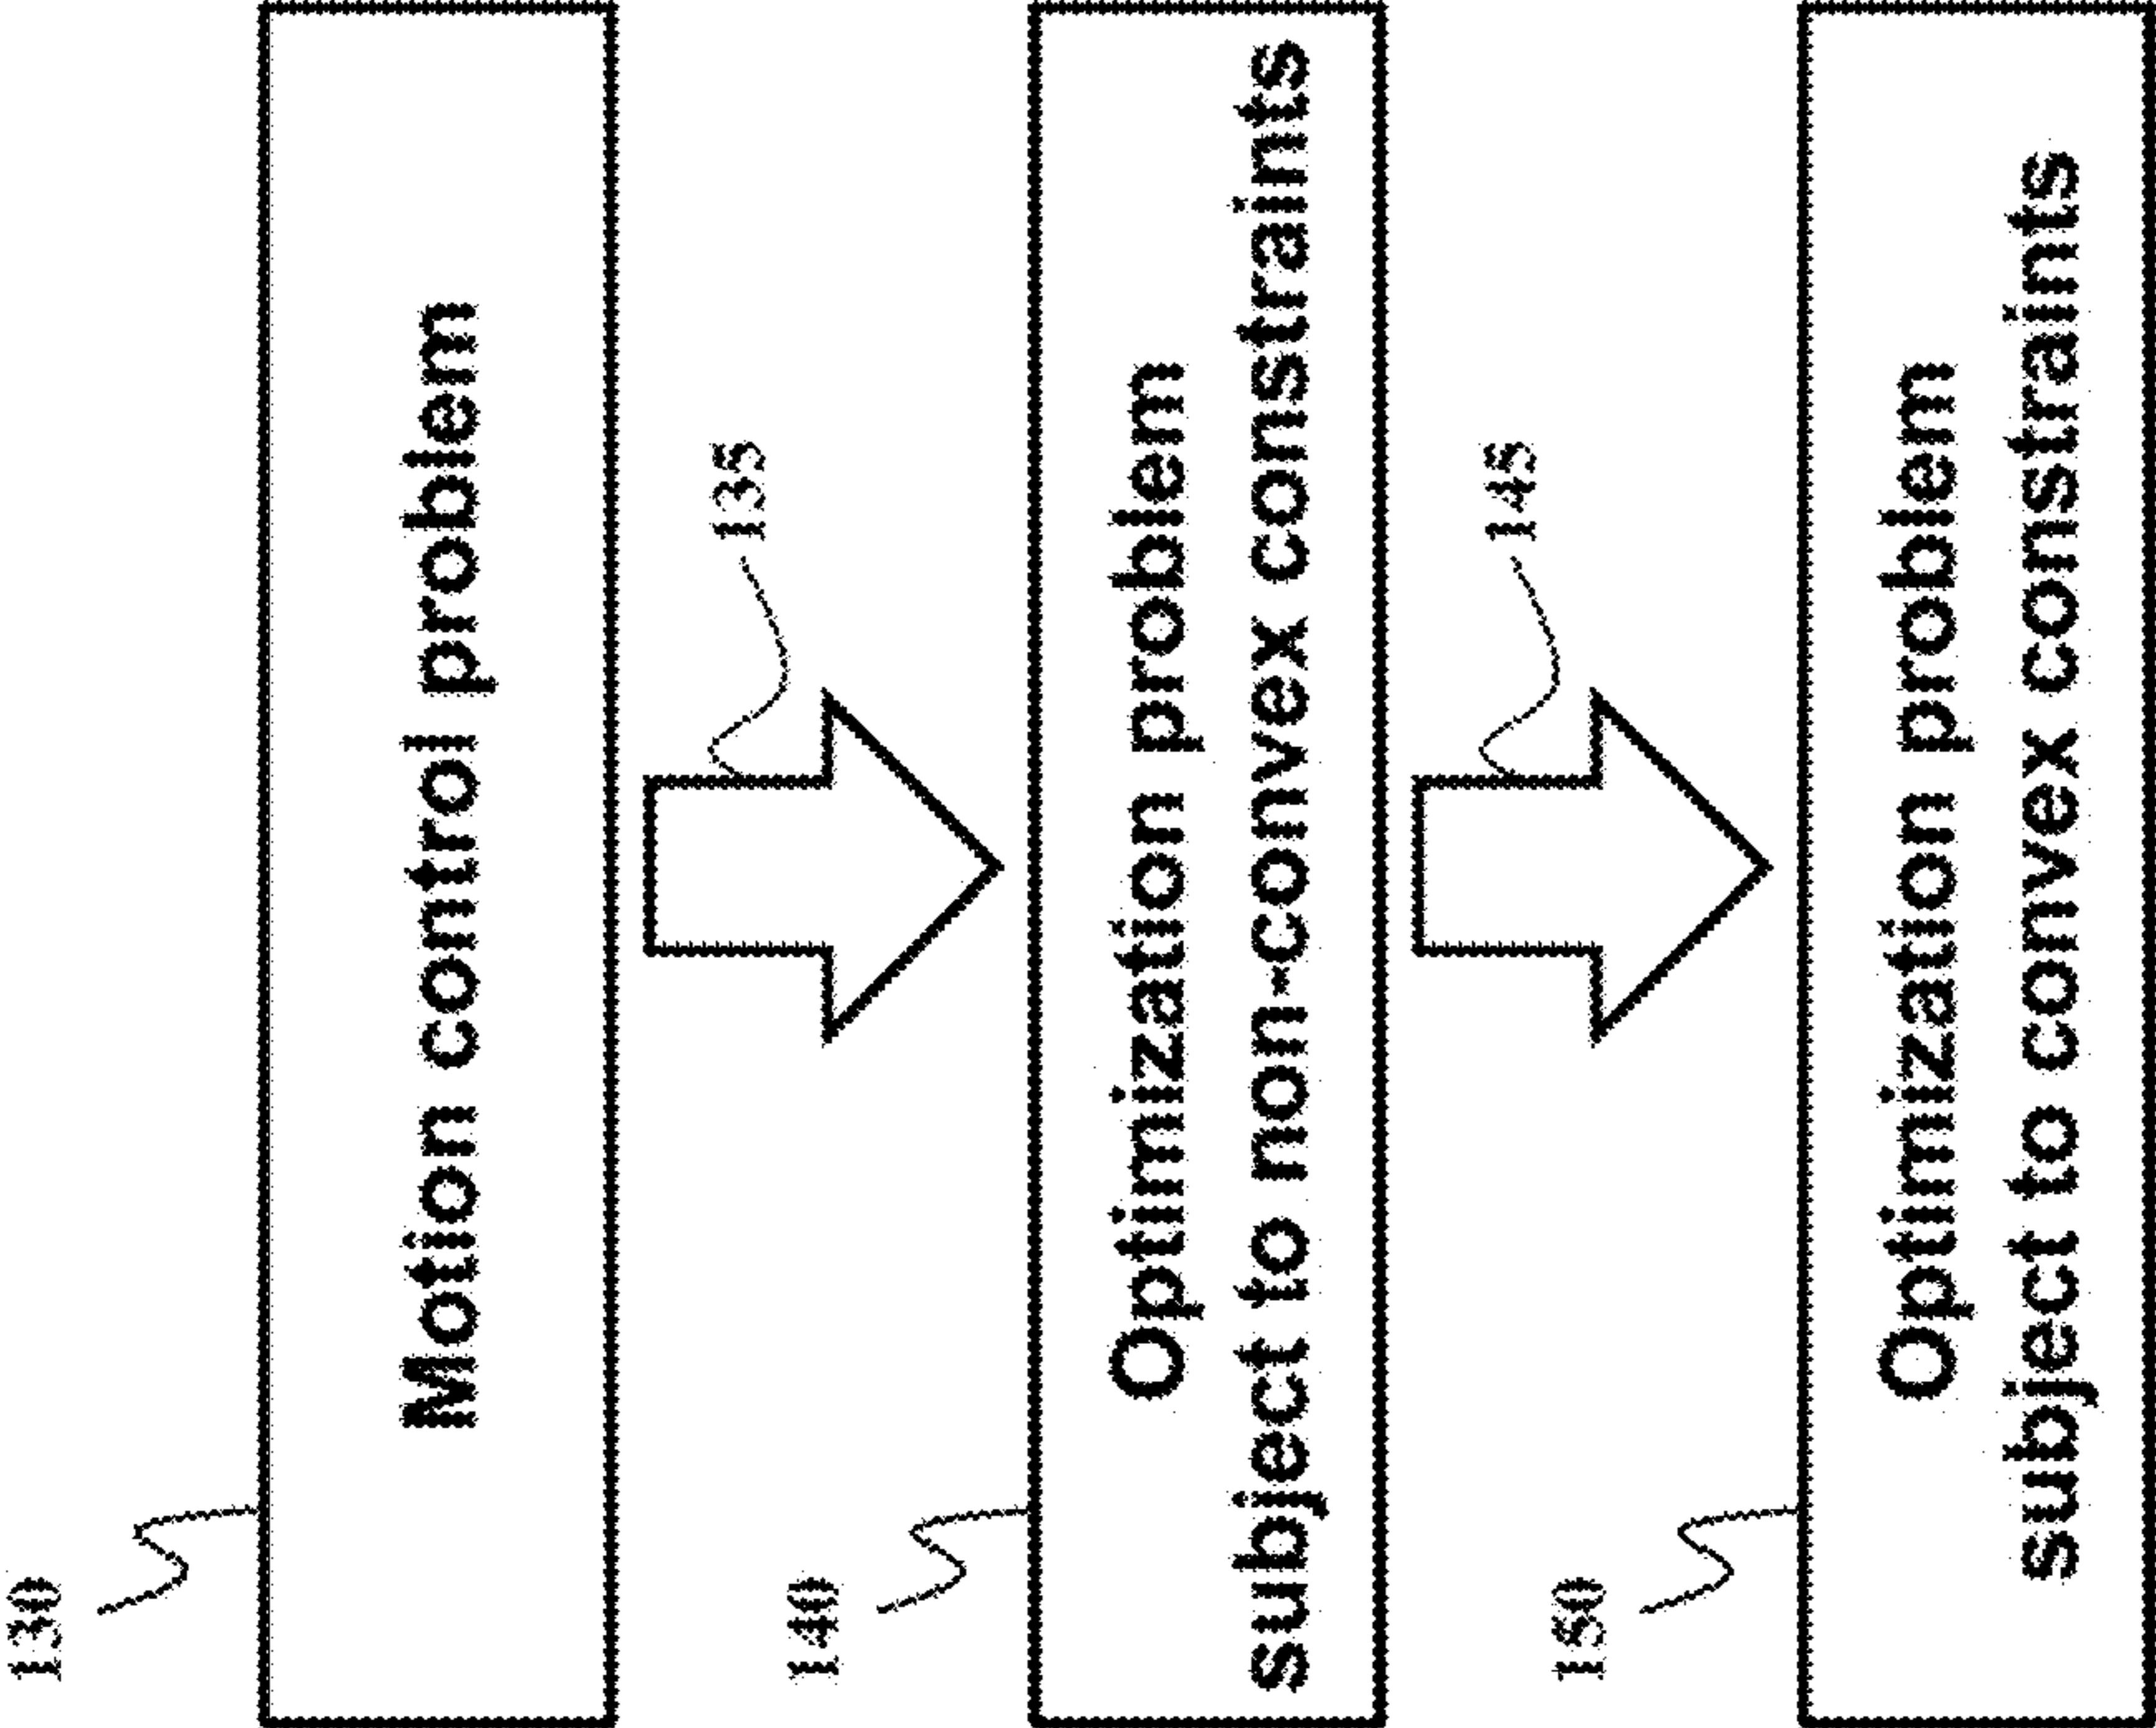 130
Motion control problem
135
140
Optimization problem
subject to non-convex constraints
145
150
Optimization problem
subject to convex constraints